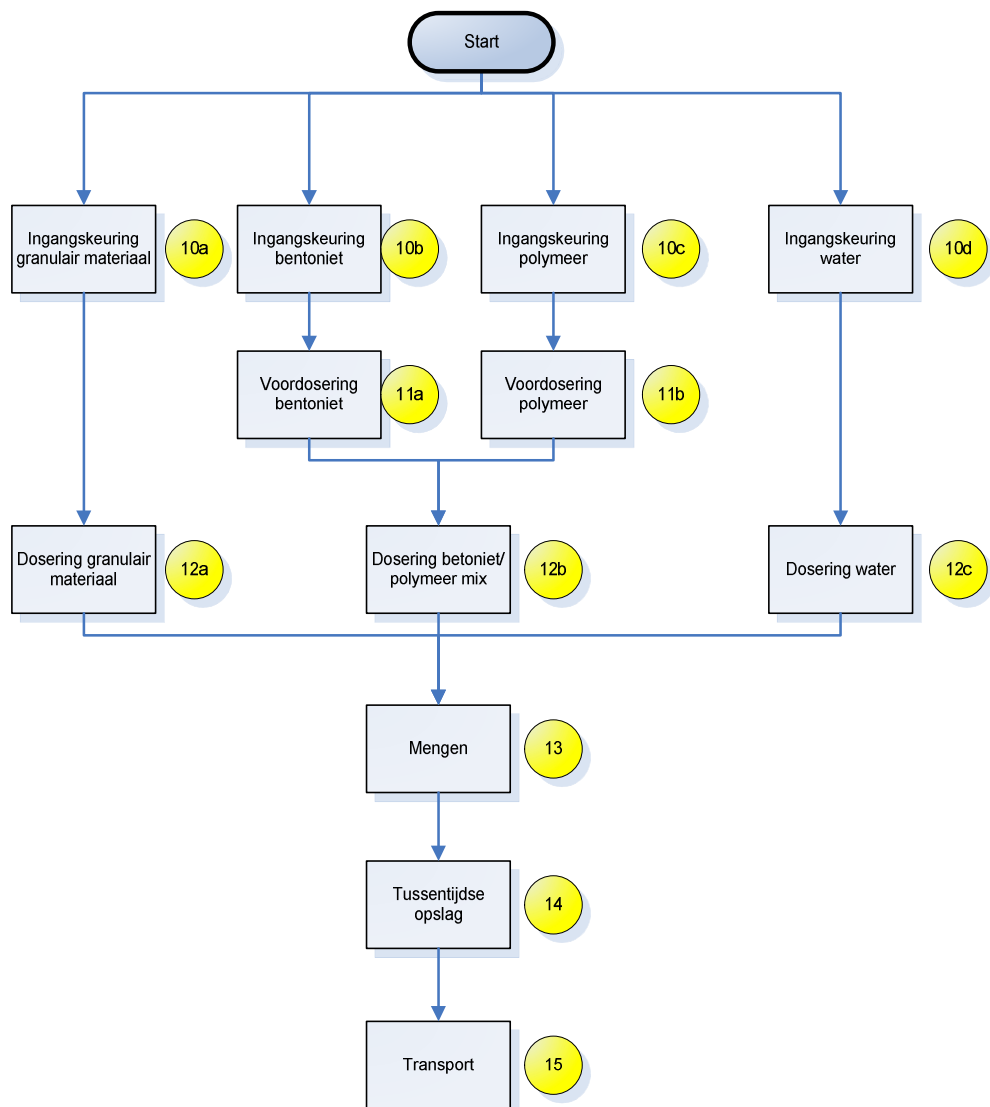 Start
Ingangskeuring
granulair materiaal
10a
Ingangskeuring
bentoniet
10b
Ingangskeuring
polymeer
10c
Ingangskeuring
water
10d
Voordosering
bentoniet
11a
Voordosering
polymeer
11b
Dosering granulair
materiaal
12a
Dosering betoniet/
polymeer mix
12b
Dosering water
12c
Mengen
13
Tussentijdse
opslag
14
Transport
15